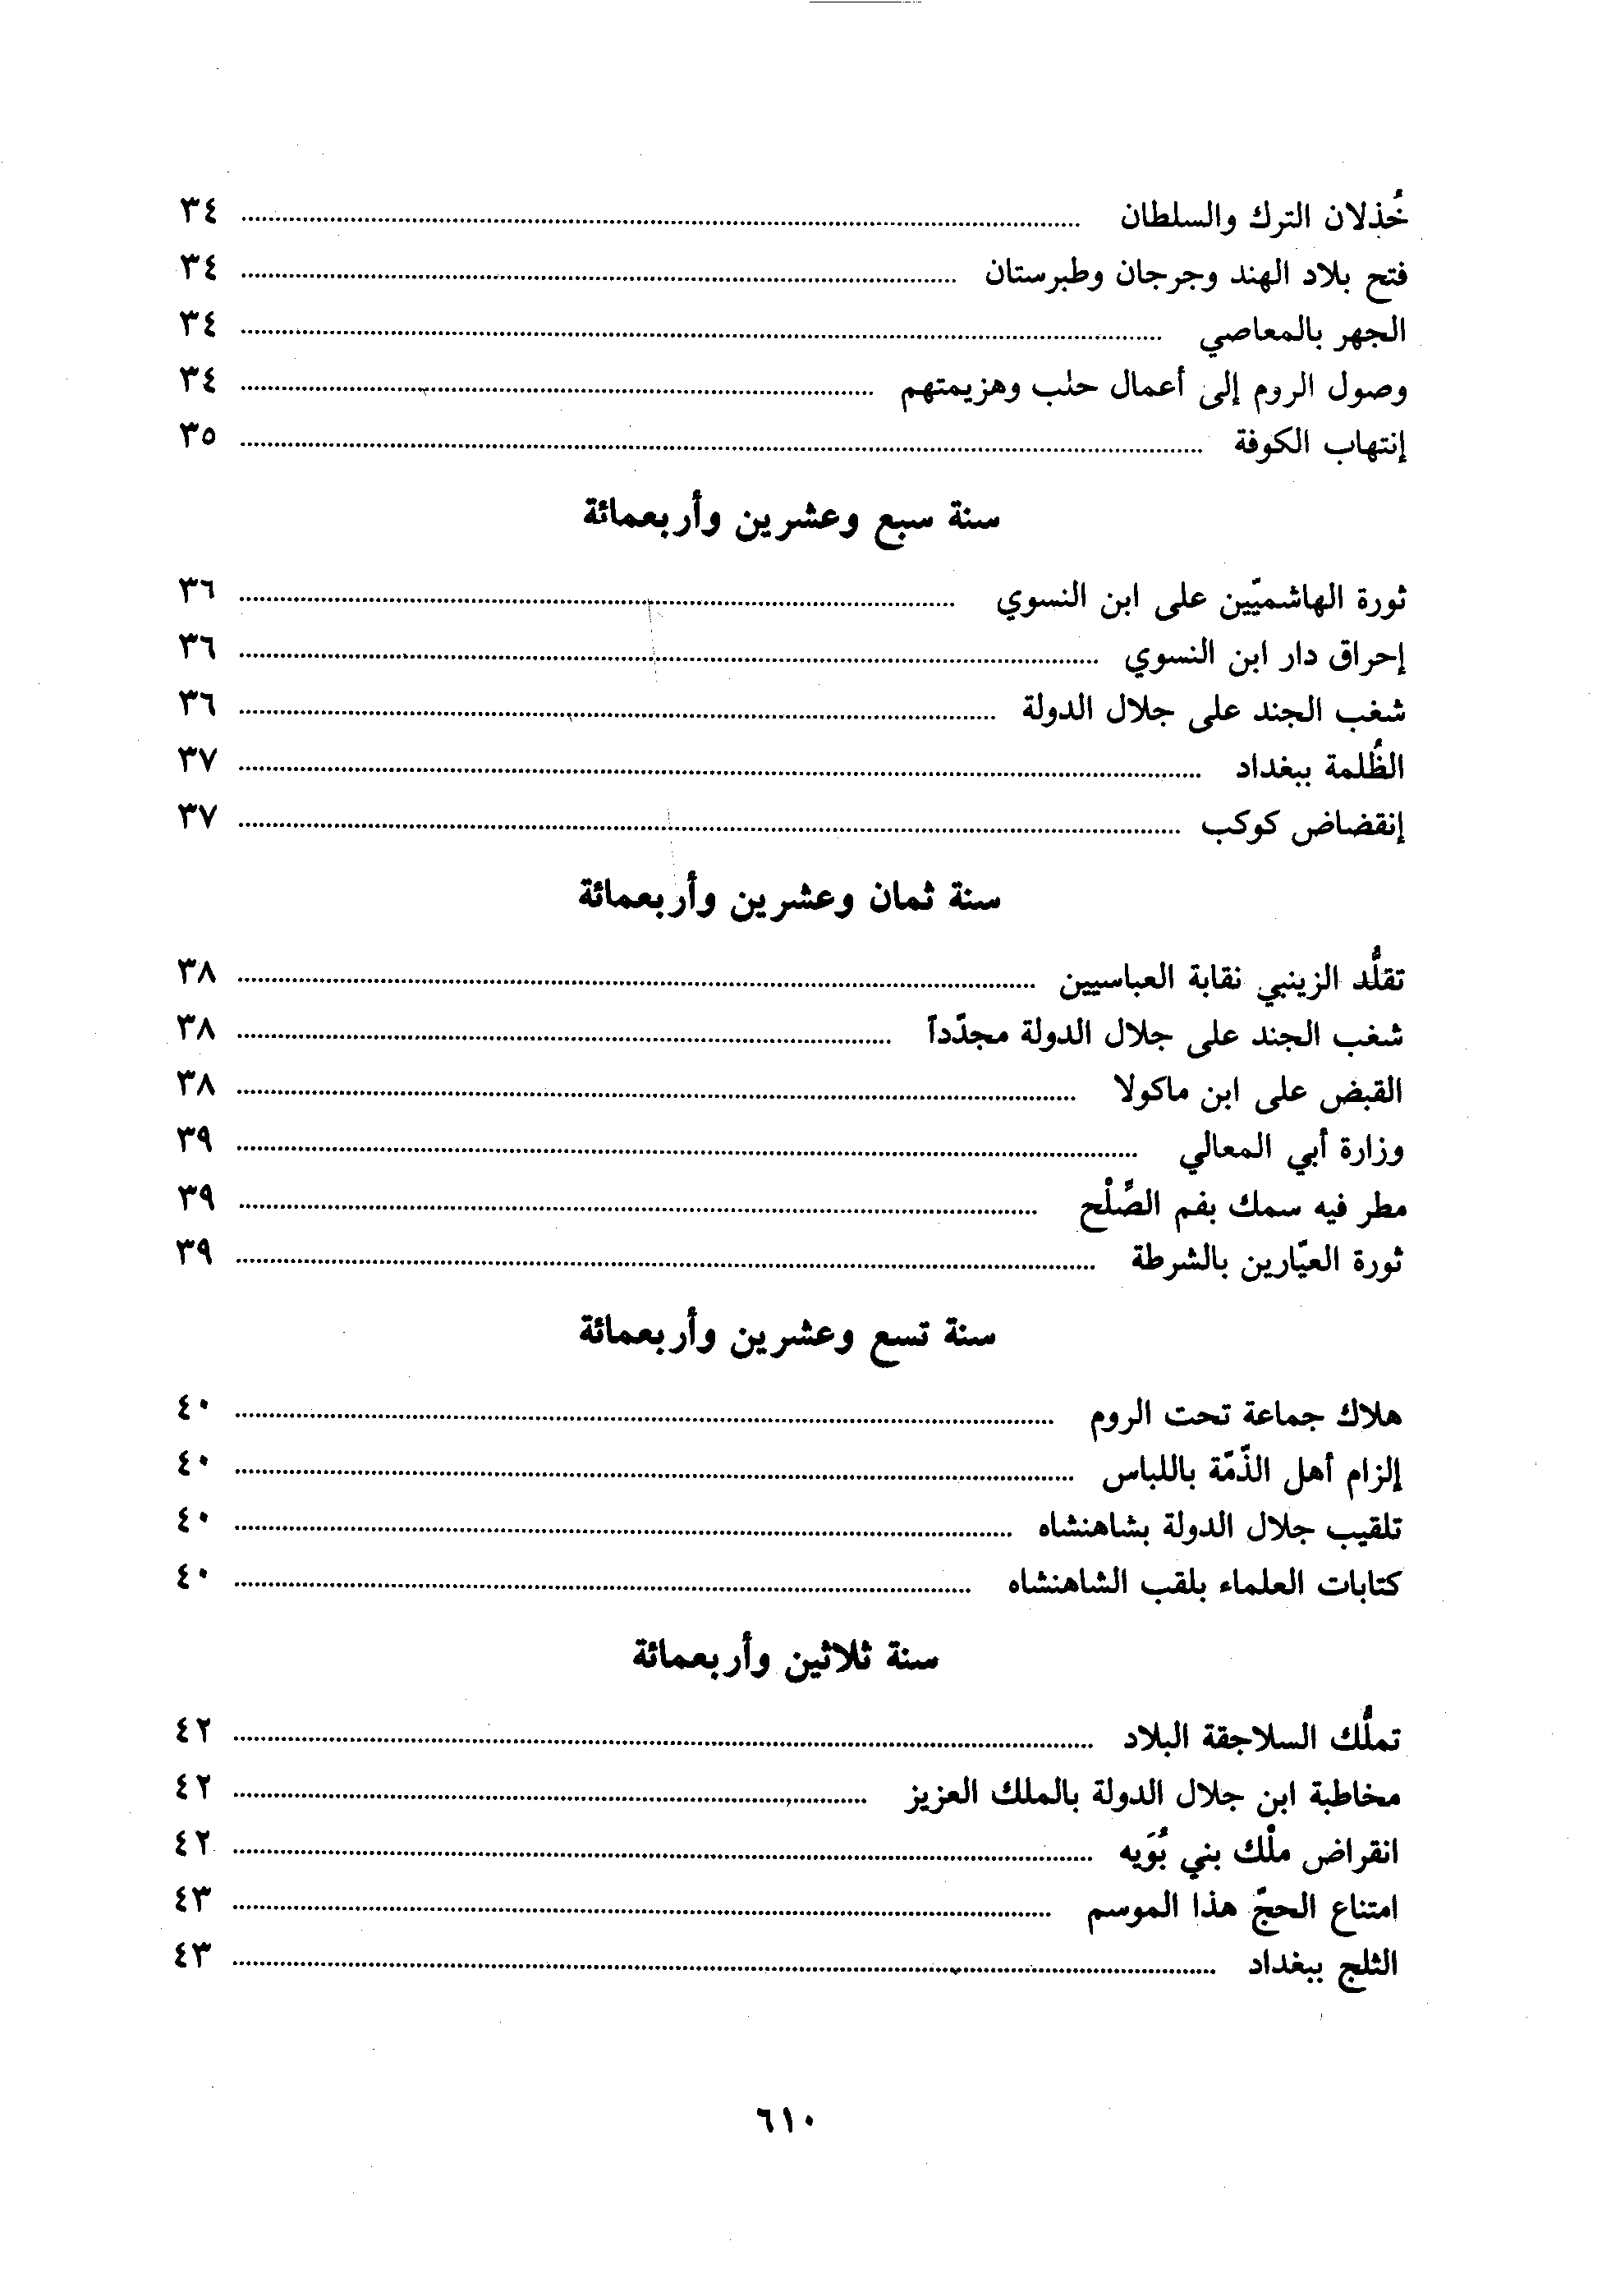 خُذلان الترك والسلطان ........ ٣٤
فتح بلاد الهند وجرجان وطبرستان ........ ٣٤
الجهر بالمعاصي ........ ٣٤
وصول الروم إلى أعمال حلب وهزيمتهم ........ ٣٤
إنتهاب الكوفة ........ ٣٥
سنة سبع وعشرين وأربعمائة
ثورة الهاشميّين على ابن النسوي ........ ٣٦
إحراق دار ابن النسوي ........ ٣٦
شغب الجند على جلال الدولة ........ ٣٦
الظُلمة ببغداد ........ ٣٧
إنقضاض كوكب ........ ٣٧
سنة ثمان وعشرين وأربعمائة
تقلُّد الزينبي نقابة العباسيين ........ ٣٨
شغب الجند على جلال الدولة مجدّداً ........ ٣٨
القبض على ابن ماكولا ........ ٣٨
وزارة أبي المعالي ........ ٣٩
مطر فيه سمك بفم الصِّلْح ........ ٣٩
ثورة العيّارين بالشرطة ........ ٣٩
سنة تسع وعشرين وأربعمائة
هلاك جماعة تحت الروم ........ ٤٠
إلزام أهل الذّمّة باللباس ........ ٤٠
تلقيب جلال الدولة بشاهنشاه ........ ٤٠
كتابات العلماء بلقب الشاهنشاه ........ ٤٠
سنة ثلاثين وأربعمائة
تملُّك السلاجقة البلاد ........ ٤٢
مخاطبة ابن جلال الدولة بالملك العزيز ........ ٤٢
انقراض ملْك بني بُوَيه ........ ٤٢
امتناع الحجّ هذا الموسم ........ ٤٣
الثلج ببغداد ........ ٤٣
٦١٠